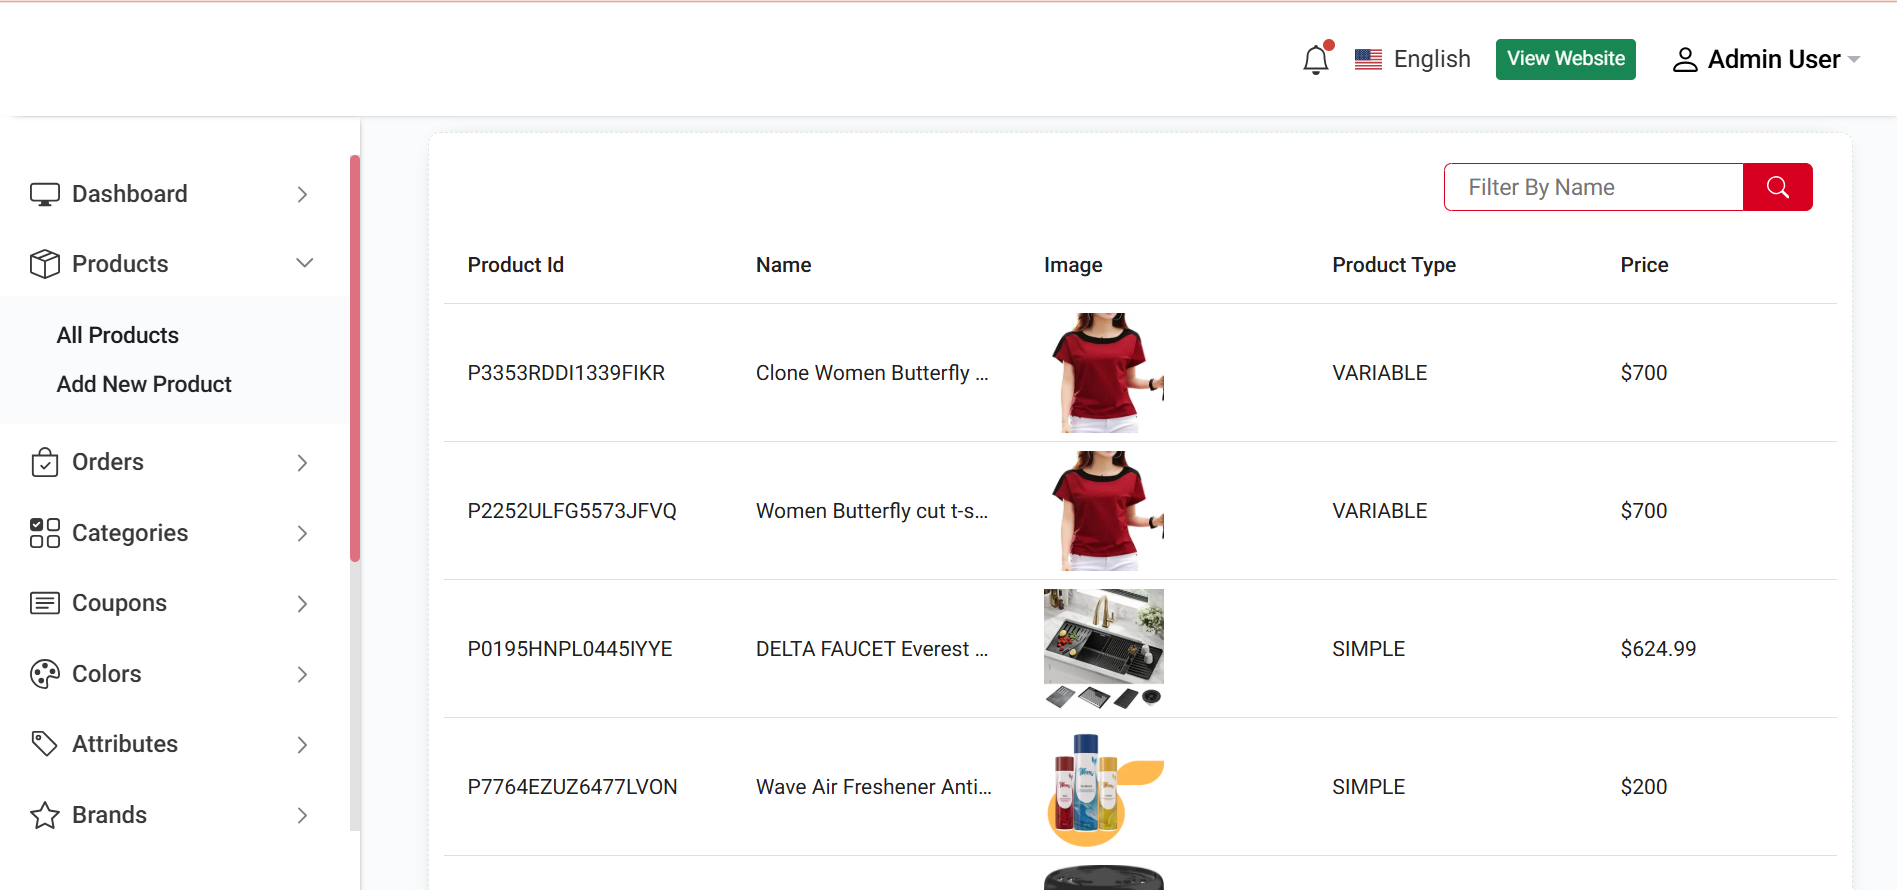 English
View Website
Admin User
Dashboard
Products
All Products
Add New Product
Orders
Categories
Coupons
Colors
Attributes
Brands
Filter By Name
Product Id Name Image Product Type Price
P3353RDDI1339FIKR Clone Women Butterfly ... VARIABLE $700
P2252ULFG5573JFVQ Women Butterfly cut t-s... VARIABLE $700
P0195HNPL0445IYYE DELTA FAUCET Everest ... SIMPLE $624.99
P7764EZUZ6477LVON Wave Air Freshener Anti... SIMPLE $200